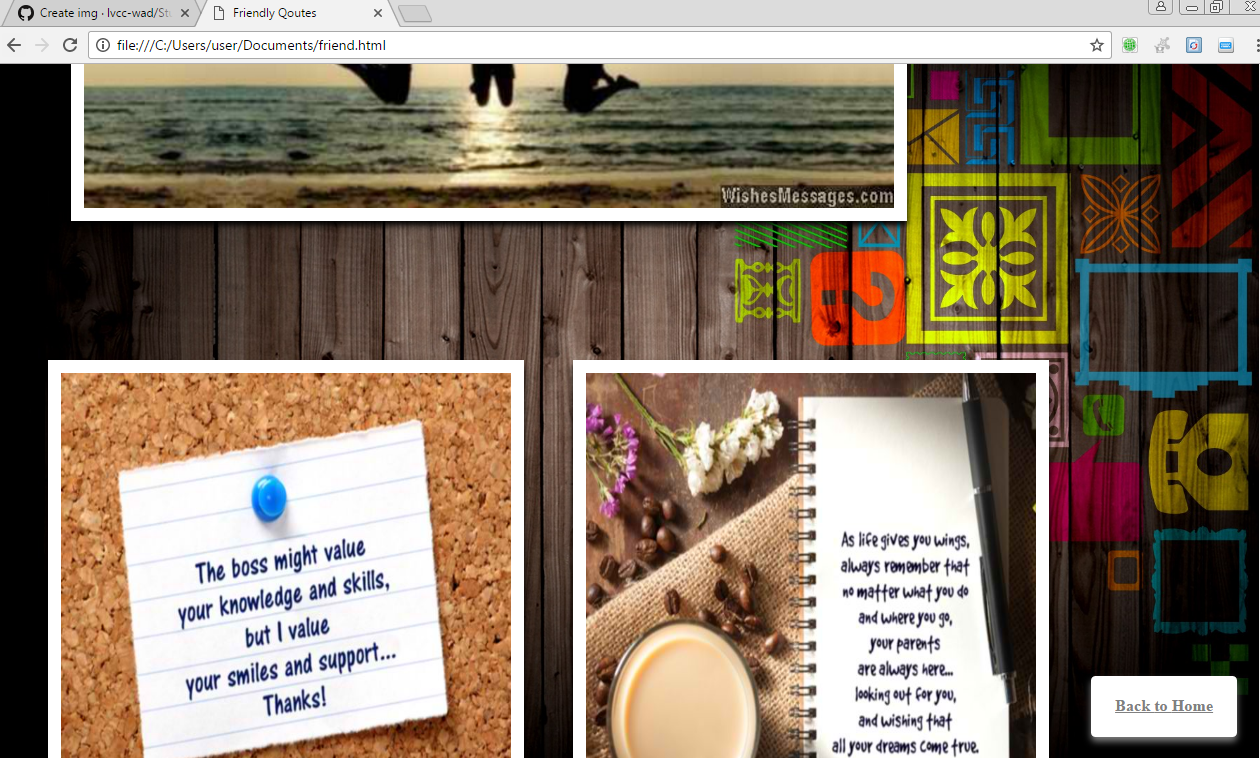 Create img · lvcc-wad/St
Friendly Qoutes
file:///C:/Users/user/Documents/friend.html
WishesMessages.com
The boss might value
your knowledge and skills,
but I value
your smiles and support...
Thanks!
As life gives you wings,
always remember that
no matter what you do
and where you go,
your parents
are always here...
looking out for you,
and wishing that
all your dreams come true.
Back to Home